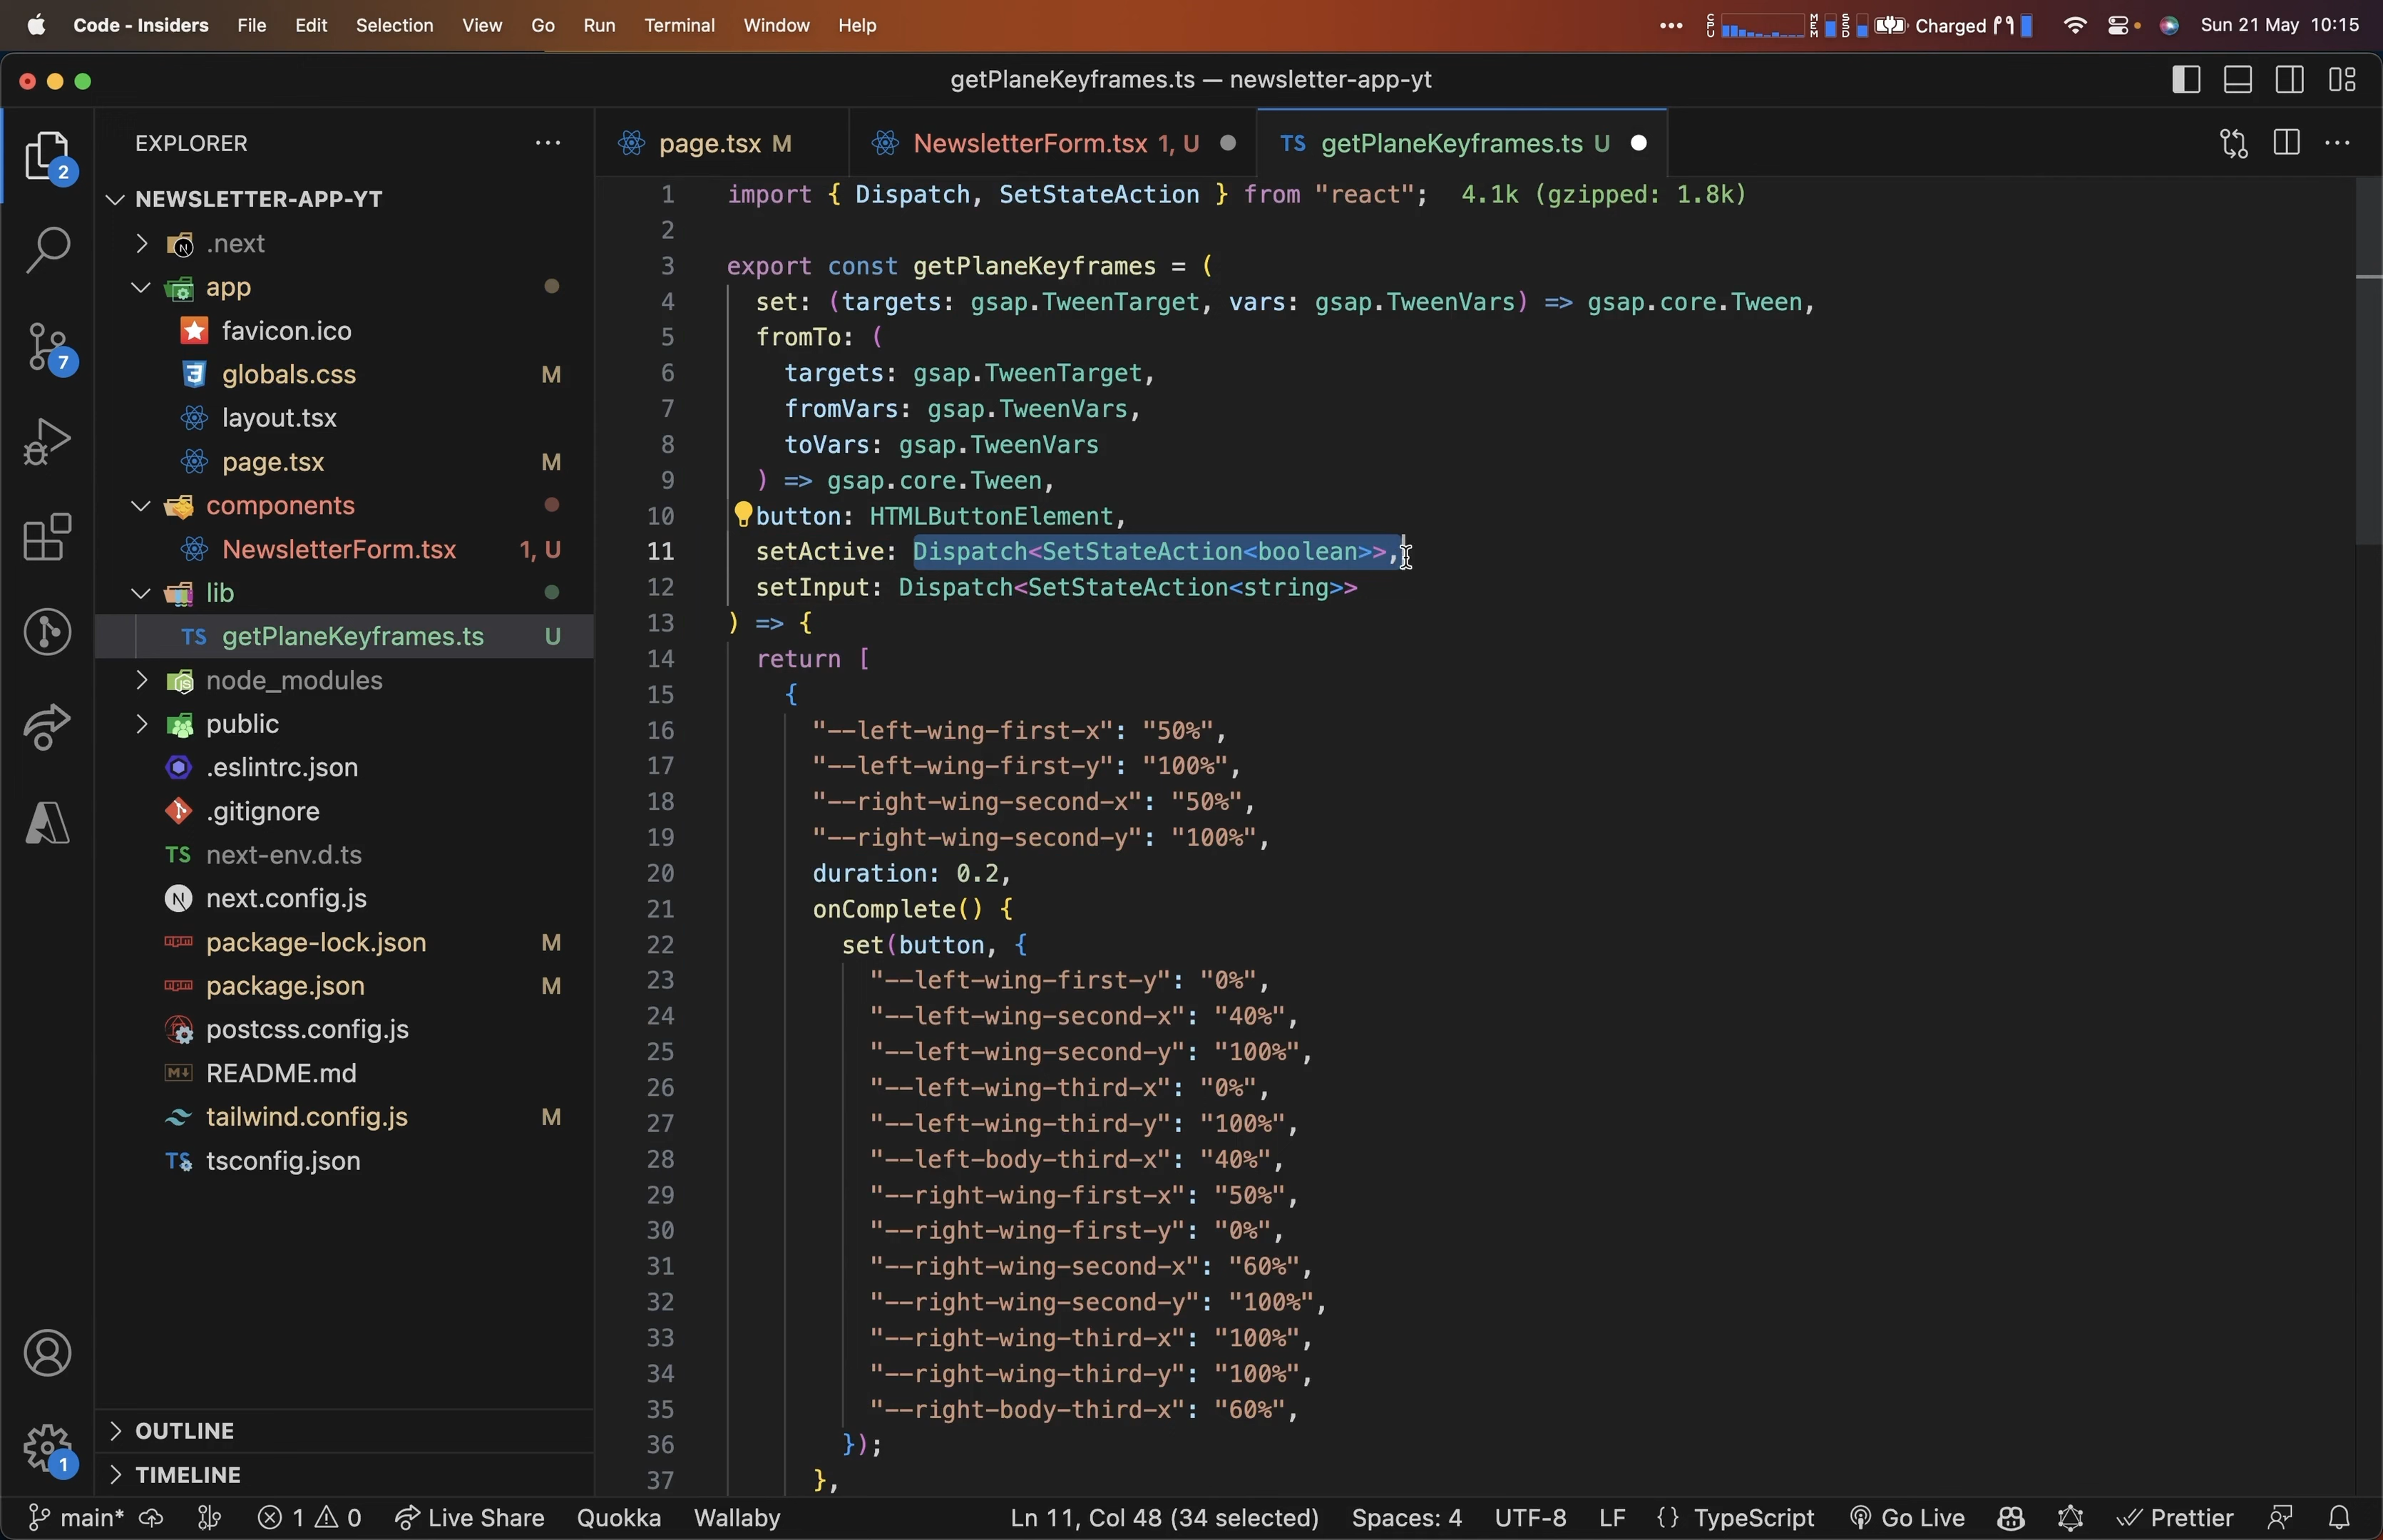 Code - Insiders File Edit Selection View Go Run Terminal Window Help ••• CPU MEM SSD Charged Sun 21 May 10:15
getPlaneKeyframes.ts — newsletter-app-yt
EXPLORER ···
2
NEWSLETTER-APP-YT
.next
app
favicon.ico
7
globals.css M
layout.tsx
page.tsx M
components
NewsletterForm.tsx 1, U
lib
TS getPlaneKeyframes.ts U
node_modules
public
.eslintrc.json
.gitignore
TS next-env.d.ts
N next.config.js
package-lock.json M
package.json M
postcss.config.js
M↓ README.md
tailwind.config.js M
TS tsconfig.json
OUTLINE
1
TIMELINE
page.tsx M NewsletterForm.tsx 1, U TS getPlaneKeyframes.ts U
1 import { Dispatch, SetStateAction } from "react"; 4.1k (gzipped: 1.8k)
2
3 export const getPlaneKeyframes = (
4 set: (targets: gsap.TweenTarget, vars: gsap.TweenVars) => gsap.core.Tween,
5 fromTo: (
6 targets: gsap.TweenTarget,
7 fromVars: gsap.TweenVars,
8 toVars: gsap.TweenVars
9 ) => gsap.core.Tween,
10 button: HTMLButtonElement,
11 setActive: Dispatch<SetStateAction<boolean>>,
12 setInput: Dispatch<SetStateAction<string>>
13 ) => {
14 return [
15 {
16 "--left-wing-first-x": "50%",
17 "--left-wing-first-y": "100%",
18 "--right-wing-second-x": "50%",
19 "--right-wing-second-y": "100%",
20 duration: 0.2,
21 onComplete() {
22 set(button, {
23 "--left-wing-first-y": "0%",
24 "--left-wing-second-x": "40%",
25 "--left-wing-second-y": "100%",
26 "--left-wing-third-x": "0%",
27 "--left-wing-third-y": "100%",
28 "--left-body-third-x": "40%",
29 "--right-wing-first-x": "50%",
30 "--right-wing-first-y": "0%",
31 "--right-wing-second-x": "60%",
32 "--right-wing-second-y": "100%",
33 "--right-wing-third-x": "100%",
34 "--right-wing-third-y": "100%",
35 "--right-body-third-x": "60%",
36 });
37 },
main* 1 0 Live Share Quokka Wallaby Ln 11, Col 48 (34 selected) Spaces: 4 UTF-8 LF {} TypeScript Go Live Prettier